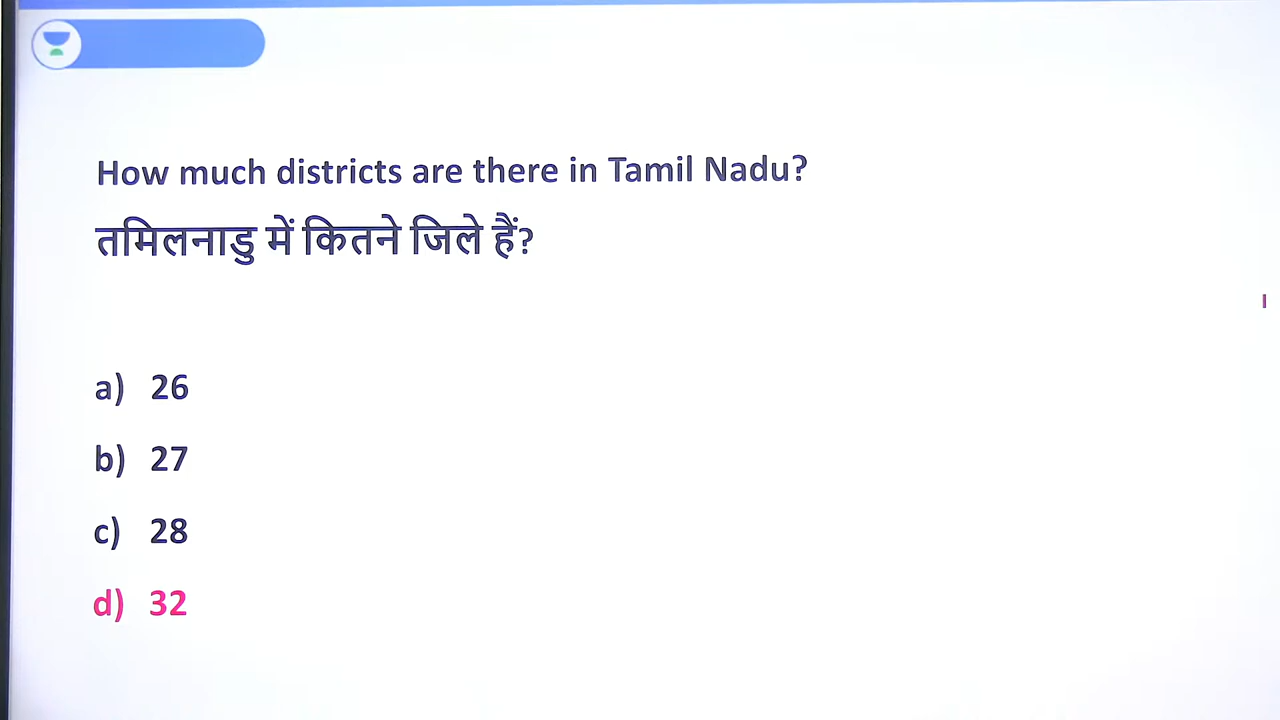 How much districts are there in Tamil Nadu?
तमिलनाडु में कितने जिले हैं?
a) 26
b) 27
c) 28
d) 32